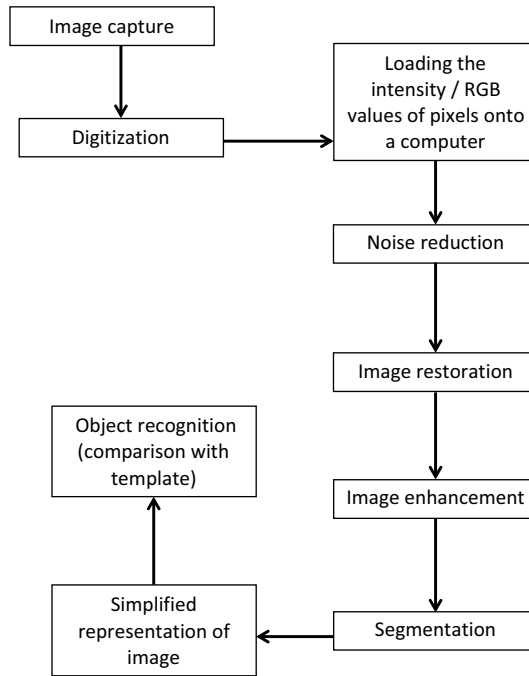 Image capture
Digitization
Loading the
intensity / RGB
values of pixels onto
a computer
Noise reduction
Image restoration
Image enhancement
Segmentation
Simplified
representation of
image
Object recognition
(comparison with
template)